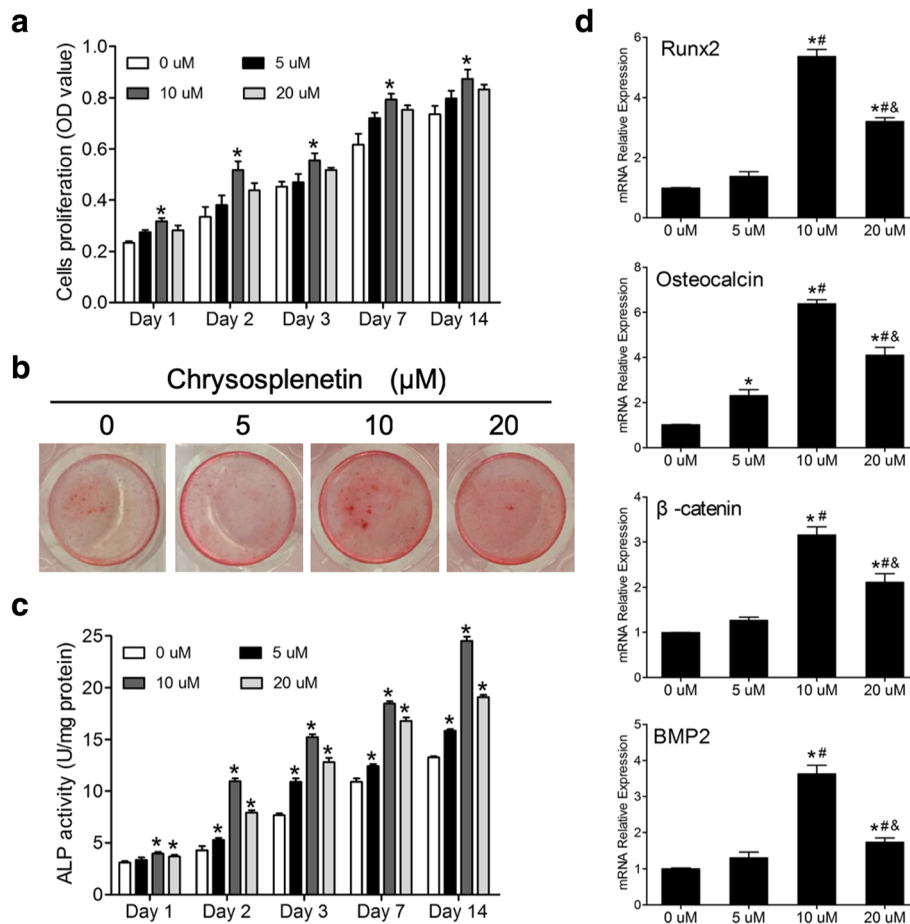 a
Cells proliferation (OD value)
1.0
0.8
0.6
0.4
0.2
0.0
0 uM 5 uM
10 uM 20 uM
* * * * *
Day 1 Day 2 Day 3 Day 7 Day 14
b
Chrysosplenetin (μM)
0 5 10 20
c
ALP activity (U/mg protein)
25
20
15
10
5
0
0 uM 5 uM
10 uM 20 uM
* * * * * * * * * * * * * *
Day 1 Day 2 Day 3 Day 7 Day 14
d
Runx2
mRNA Relative Expression
6
4
2
0
*# *#&
0 uM 5 uM 10 uM 20 uM
Osteocalcin
mRNA Relative Expression
8
6
4
2
0
* *# *#&
0 uM 5 uM 10 uM 20 uM
β -catenin
mRNA Relative Expression
4
3
2
1
0
*# *#&
0 uM 5 uM 10 uM 20 uM
BMP2
mRNA Relative Expression
5
4
3
2
1
0
*# *#&
0 uM 5 uM 10 uM 20 uM